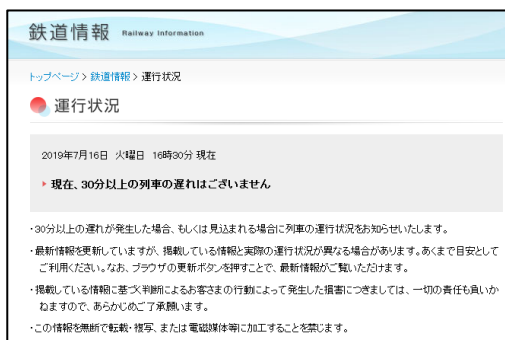 鉄道情報 Railway Information
トップページ > 鉄道情報 > 運行状況
運行状況
2019年7月16日 火曜日 16時30分 現在
現在、30分以上の列車の遅れはございません
・30分以上の遅れが発生した場合、もしくは見込まれる場合に列車の運行状況をお知らせいたします。
・最新情報を更新していますが、掲載している情報と実際の運行状況が異なる場合があります。あくまで目安として
ご利用ください。なお、ブラウザの更新ボタンを押すことで、最新情報がご覧いただけます。
・掲載している情報に基づく判断によるお客さまの行動によって発生した損害につきましては、一切の責任も負いか
ねますので、あらかじめご了承願います。
・この情報を無断で転載・複写、または電磁媒体等に加工することを禁じます。